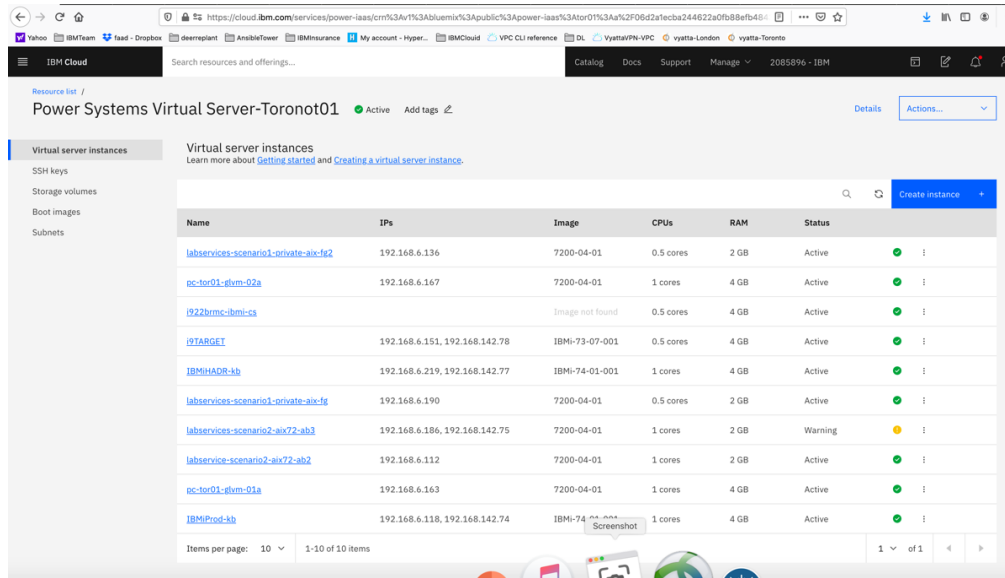 https://cloud.ibm.com/services/power-iaas/crn%3Av1%3Abluemix%3Apublic%3Apower-iaas%3Ator01%3Aa%2F06d2a1ecba244622a0fb88efb484
Yahoo IBMTeam faad - Dropbox deerreplant AnsibleTower IBMInsurance My account - Hyper... IBMClouid VPC CLI reference DL VyattaVPN-VPC vyatta-London vyatta-Toronto
IBM Cloud Search resources and offerings... Catalog Docs Support Manage 2085896 - IBM
Resource list /
Power Systems Virtual Server-Toronot01 Active Add tags Details Actions...
Virtual server instances
SSH keys
Storage volumes
Boot images
Subnets
Virtual server instances
Learn more about Getting started and Creating a virtual server instance.
Create instance +
Name IPs Image CPUs RAM Status
labservices-scenario1-private-aix-fg2 192.168.6.136 7200-04-01 0.5 cores 2 GB Active
pc-tor01-glvm-02a 192.168.6.167 7200-04-01 1 cores 4 GB Active
i922brmc-ibmi-cs Image not found 0.5 cores 4 GB Active
i9TARGET 192.168.6.151, 192.168.142.78 IBMi-73-07-001 0.5 cores 4 GB Active
IBMiHADR-kb 192.168.6.219, 192.168.142.77 IBMi-74-01-001 1 cores 4 GB Active
labservices-scenario1-private-aix-fg 192.168.6.190 7200-04-01 0.5 cores 2 GB Active
labservices-scenario2-aix72-ab3 192.168.6.186, 192.168.142.75 7200-04-01 1 cores 2 GB Warning
labservice-scenario2-aix72-ab2 192.168.6.112 7200-04-01 1 cores 2 GB Active
pc-tor01-glvm-01a 192.168.6.163 7200-04-01 1 cores 4 GB Active
IBMiProd-kb 192.168.6.118, 192.168.142.74 IBMi-74-01-001 1 cores 4 GB Active
Screenshot
Items per page: 10 1-10 of 10 items 1 of 1